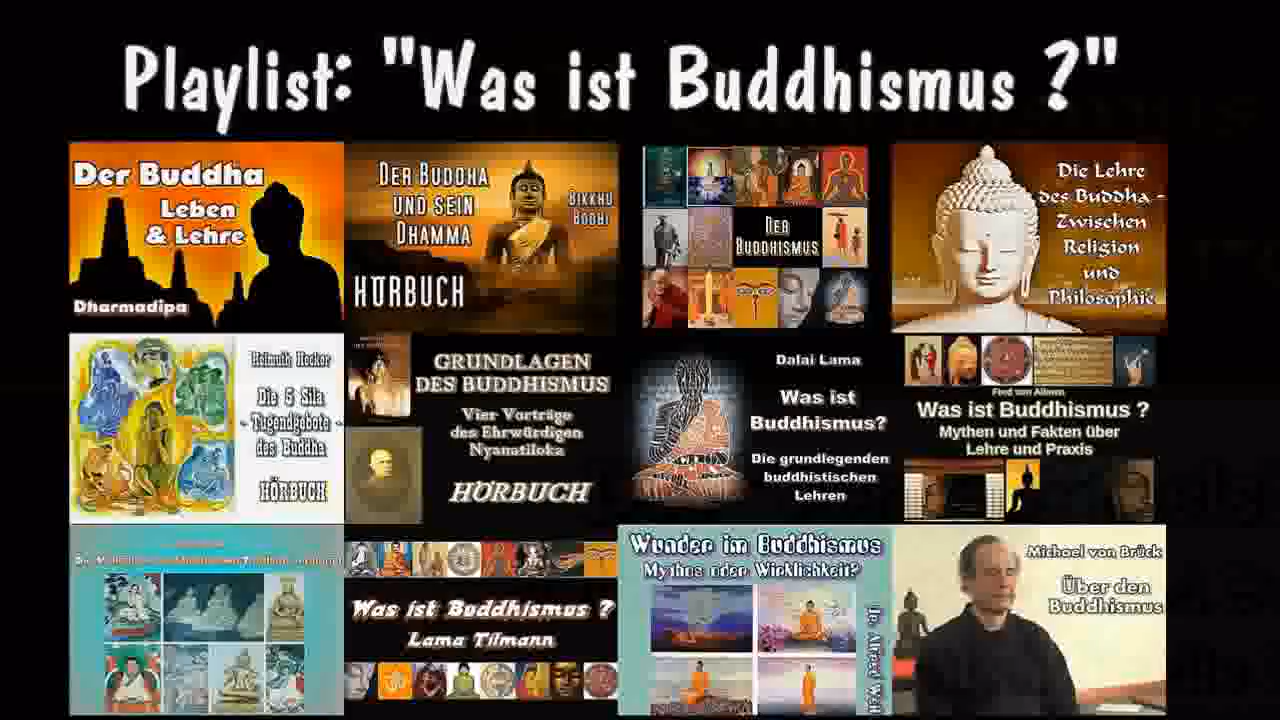 Playlist: "Was ist Buddhismus ?"
Der Buddha
Leben
& Lehre
Dharmadipa
DER BUDDHA
UND SEIN
DHAMMA
BIKKHU
BODHI
HÖRBUCH
DER
BUDDHISMUS
Die Lehre
des Buddha -
Zwischen
Religion
und
Philosophie
Helmuth Hecker
Die 5 Sila
- Tugendgebote -
des Buddha
HÖRBUCH
GRUNDLAGEN
DES BUDDHISMUS
Vier Vorträge
des Ehrwürdigen
Nyanatiloka
HÖRBUCH
Dalai Lama
Was ist
Buddhismus?
Die grundlegenden
buddhistischen
Lehren
Fred von Allmen
Was ist Buddhismus ?
Mythen und Fakten über
Lehre und Praxis
Was ist Buddhismus ?
Lama Tilmann
Wunder im Buddhismus
Mythos oder Wirklichkeit?
Dr. Alfred Weil
Michael von Brück
Über den
Buddhismus